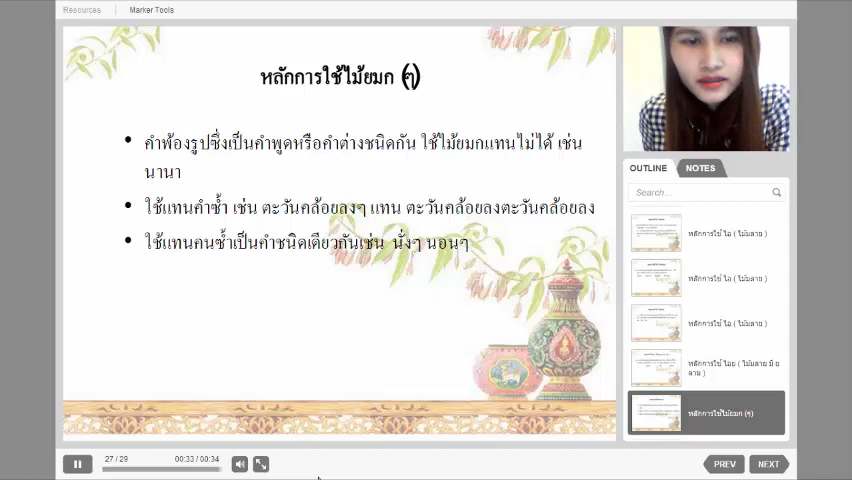 Resources
Marker Tools
หลักการใช้ไม้ยมก (ๆ)
คำพ้องรูปซึ่งเป็นคำพูดหรือคำต่างชนิดกัน ใช้ไม้ยมกแทนไม่ได้ เช่น
นานา
ใช้แทนคำซ้ำ เช่น ตะวันคล้อยลงๆ แทน ตะวันคล้อยลงตะวันคล้อยลง
ใช้แทนคนซ้ำเป็นคำชนิดเดียวกันเช่น นั่งๆ นอนๆ
OUTLINE
NOTES
Search...
หลักการใช้ ไอ ( ไม้มลาย )
หลักการใช้ ไอ ( ไม้มลาย )
หลักการใช้ ไอ ( ไม้มลาย )
หลักการใช้ ไอย ( ไม้มลาย มี ย
ตาม )
หลักการใช้ไม้ยมก (ๆ)
27 / 29
00:33 / 00:34
PREV
NEXT